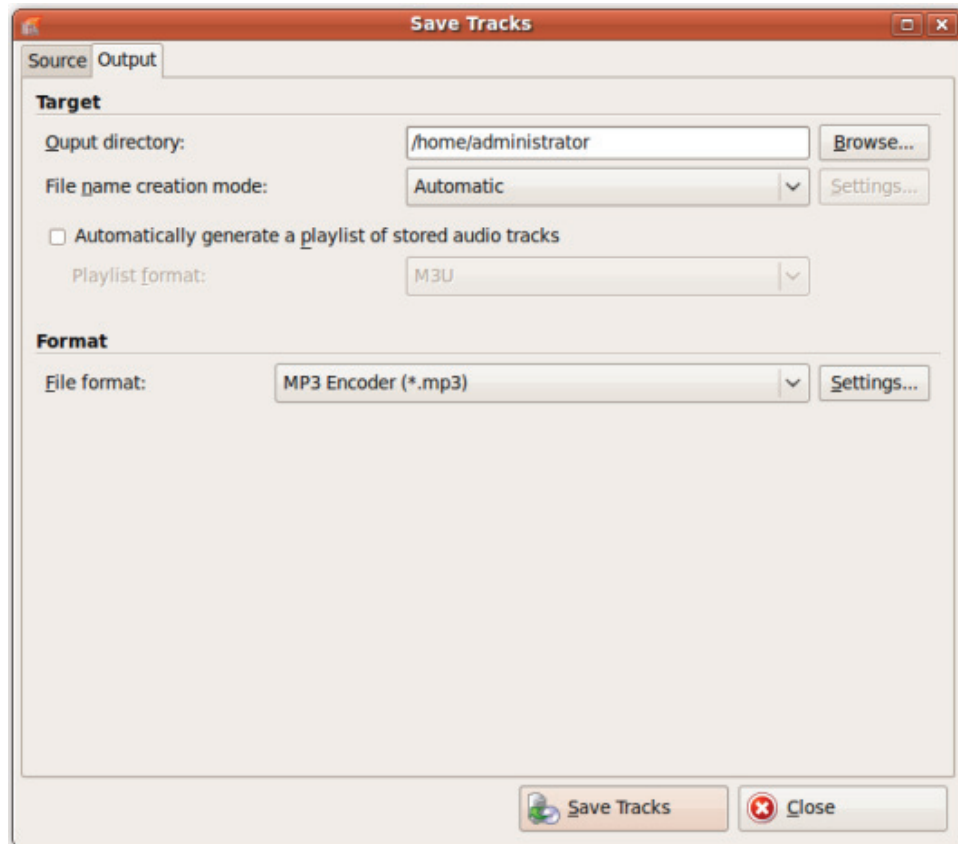 Save Tracks
Source Output
Target
Ouput directory: /home/administrator Browse...
File name creation mode: Automatic Settings...
Automatically generate a playlist of stored audio tracks
Playlist format: M3U
Format
File format: MP3 Encoder (*.mp3) Settings...
Save Tracks Close